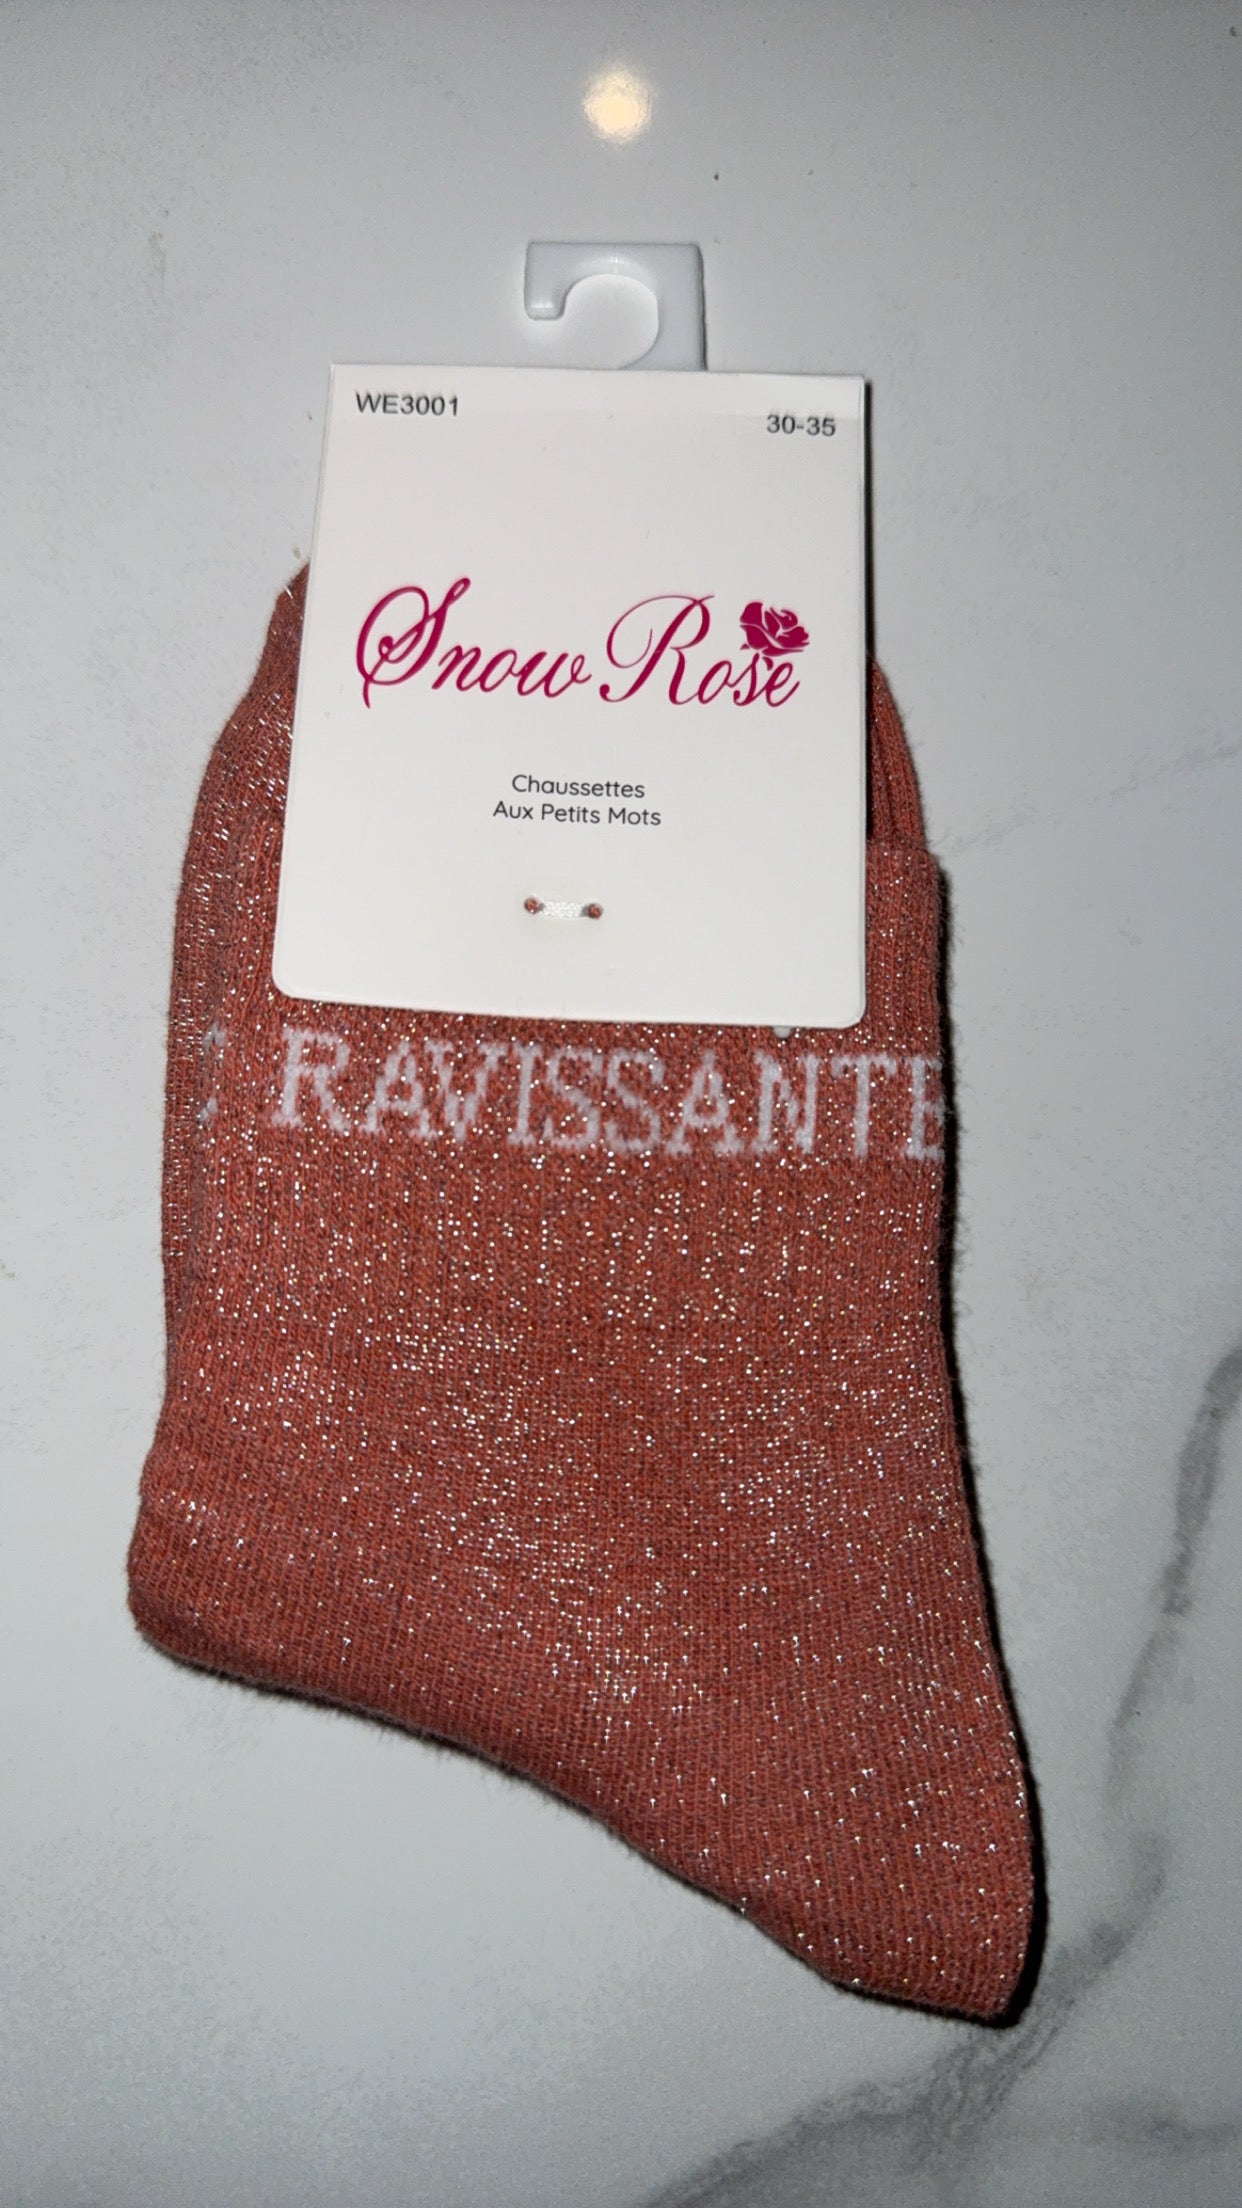 WE3001
30-35
Snow Rose
Chaussettes
Aux Petits Mots
RAVISSANTE